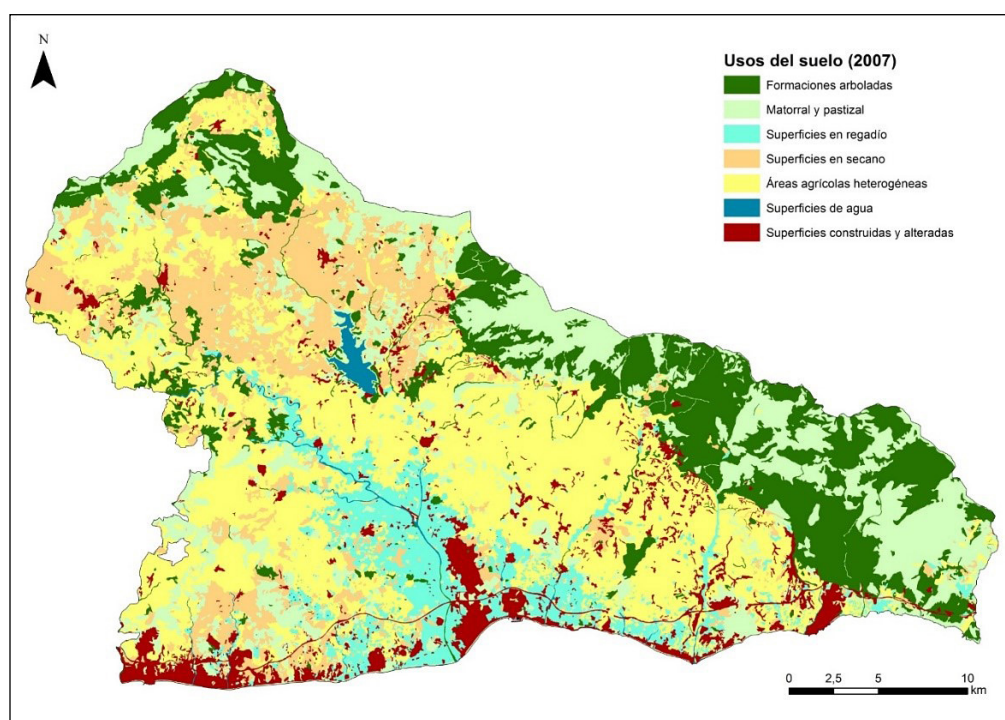 N
Usos del suelo (2007)
Formaciones arboladas
Matorral y pastizal
Superficies en regadío
Superficies en secano
Áreas agrícolas heterogéneas
Superficies de agua
Superficies construidas y alteradas
0 2,5 5 10
km